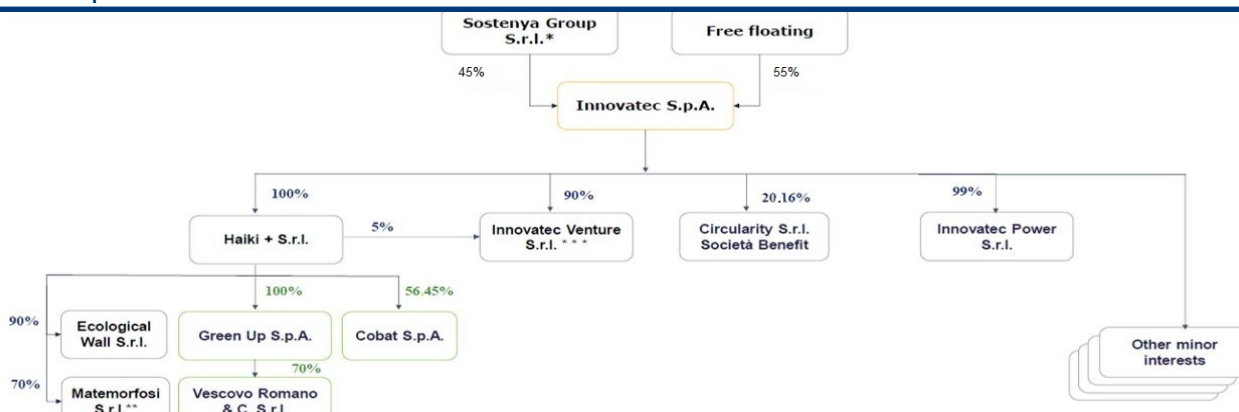 Sostenya Group
S.r.l.*
Free floating
45%
55%
Innovatec S.p.A.
100%
90%
20.16%
99%
Haiki + S.r.l.
5%
Innovatec Venture
S.r.l. * * *
Circularity S.r.l.
Società Benefit
Innovatec Power
S.r.l.
100%
56.45%
90%
Ecological
Wall S.r.l.
Green Up S.p.A.
Cobat S.p.A.
Other minor
interests
70%
70%
Matemorfosi
S.r.l.**
Vescovo Romano
& C. S.r.l.